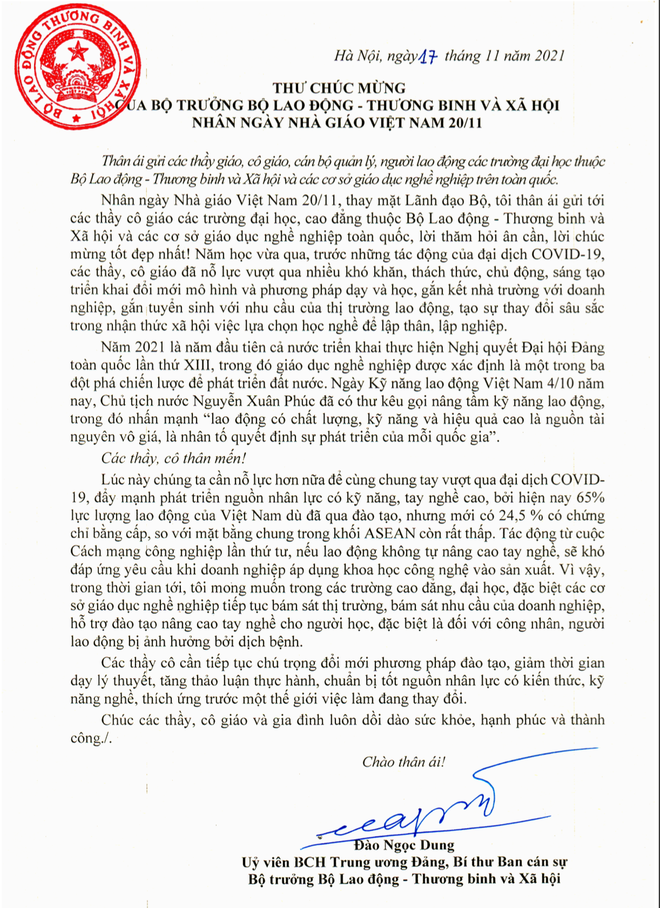 BỘ LAO ĐỘNG THƯƠNG BINH VÀ XÃ HỘI
Hà Nội, ngày 17 tháng 11 năm 2021
THƯ CHÚC MỪNG
CỦA BỘ TRƯỞNG BỘ LAO ĐỘNG - THƯƠNG BINH VÀ XÃ HỘI
NHÂN NGÀY NHÀ GIÁO VIỆT NAM 20/11
Thân ái gửi các thầy giáo, cô giáo, cán bộ quản lý, người lao động các trường đại học thuộc
Bộ Lao động - Thương binh và Xã hội và các cơ sở giáo dục nghề nghiệp trên toàn quốc.
Nhân ngày Nhà giáo Việt Nam 20/11, thay mặt Lãnh đạo Bộ, tôi thân ái gửi tới
các thầy cô giáo các trường đại học, cao đẳng thuộc Bộ Lao động - Thương binh và
Xã hội và các cơ sở giáo dục nghề nghiệp toàn quốc, lời thăm hỏi ân cần, lời chúc
mừng tốt đẹp nhất! Năm học vừa qua, trước những tác động của đại dịch COVID-19,
các thầy, cô giáo đã nỗ lực vượt qua nhiều khó khăn, thách thức, chủ động, sáng tạo
triển khai đổi mới mô hình và phương pháp dạy và học, gắn kết nhà trường với doanh
nghiệp, gắn tuyển sinh với nhu cầu của thị trường lao động, tạo sự thay đổi sâu sắc
trong nhận thức xã hội việc lựa chọn học nghề để lập thân, lập nghiệp.
Năm 2021 là năm đầu tiên cả nước triển khai thực hiện Nghị quyết Đại hội Đảng
toàn quốc lần thứ XIII, trong đó giáo dục nghề nghiệp được xác định là một trong ba
đột phá chiến lược để phát triển đất nước. Ngày Kỹ năng lao động Việt Nam 4/10 năm
nay, Chủ tịch nước Nguyễn Xuân Phúc đã có thư kêu gọi nâng tầm kỹ năng lao động,
trong đó nhấn mạnh “lao động có chất lượng, kỹ năng và hiệu quả cao là nguồn tài
nguyên vô giá, là nhân tố quyết định sự phát triển của mỗi quốc gia”.
Các thầy, cô thân mến!
Lúc này chúng ta cần nỗ lực hơn nữa để cùng chung tay vượt qua đại dịch COVID-
19, đẩy mạnh phát triển nguồn nhân lực có kỹ năng, tay nghề cao, bởi hiện nay 65%
lực lượng lao động của Việt Nam dù đã qua đào tạo, nhưng mới có 24,5 % có chứng
chỉ bằng cấp, so với mặt bằng chung trong khối ASEAN còn rất thấp. Tác động từ cuộc
Cách mạng công nghiệp lần thứ tư, nếu lao động không tự nâng cao tay nghề, sẽ khó
đáp ứng yêu cầu khi doanh nghiệp áp dụng khoa học công nghệ vào sản xuất. Vì vậy,
trong thời gian tới, tôi mong muốn trong các trường cao đẳng, đại học, đặc biệt các cơ
sở giáo dục nghề nghiệp tiếp tục bám sát thị trường, bám sát nhu cầu của doanh nghiệp,
hỗ trợ đào tạo nâng cao tay nghề cho người học, đặc biệt là đối với công nhân, người
lao động bị ảnh hưởng bởi dịch bệnh.
Các thầy cô cần tiếp tục chú trọng đổi mới phương pháp đào tạo, giảm thời gian
dạy lý thuyết, tăng thảo luận thực hành, chuẩn bị tốt nguồn nhân lực có kiến thức, kỹ
năng nghề, thích ứng trước một thế giới việc làm đang thay đổi.
Chúc các thầy, cô giáo và gia đình luôn dồi dào sức khỏe, hạnh phúc và thành
công./.
Chào thân ái!
Đào Ngọc Dung
Uỷ viên BCH Trung ương Đảng, Bí thư Ban cán sự
Bộ trưởng Bộ Lao động - Thương binh và Xã hội